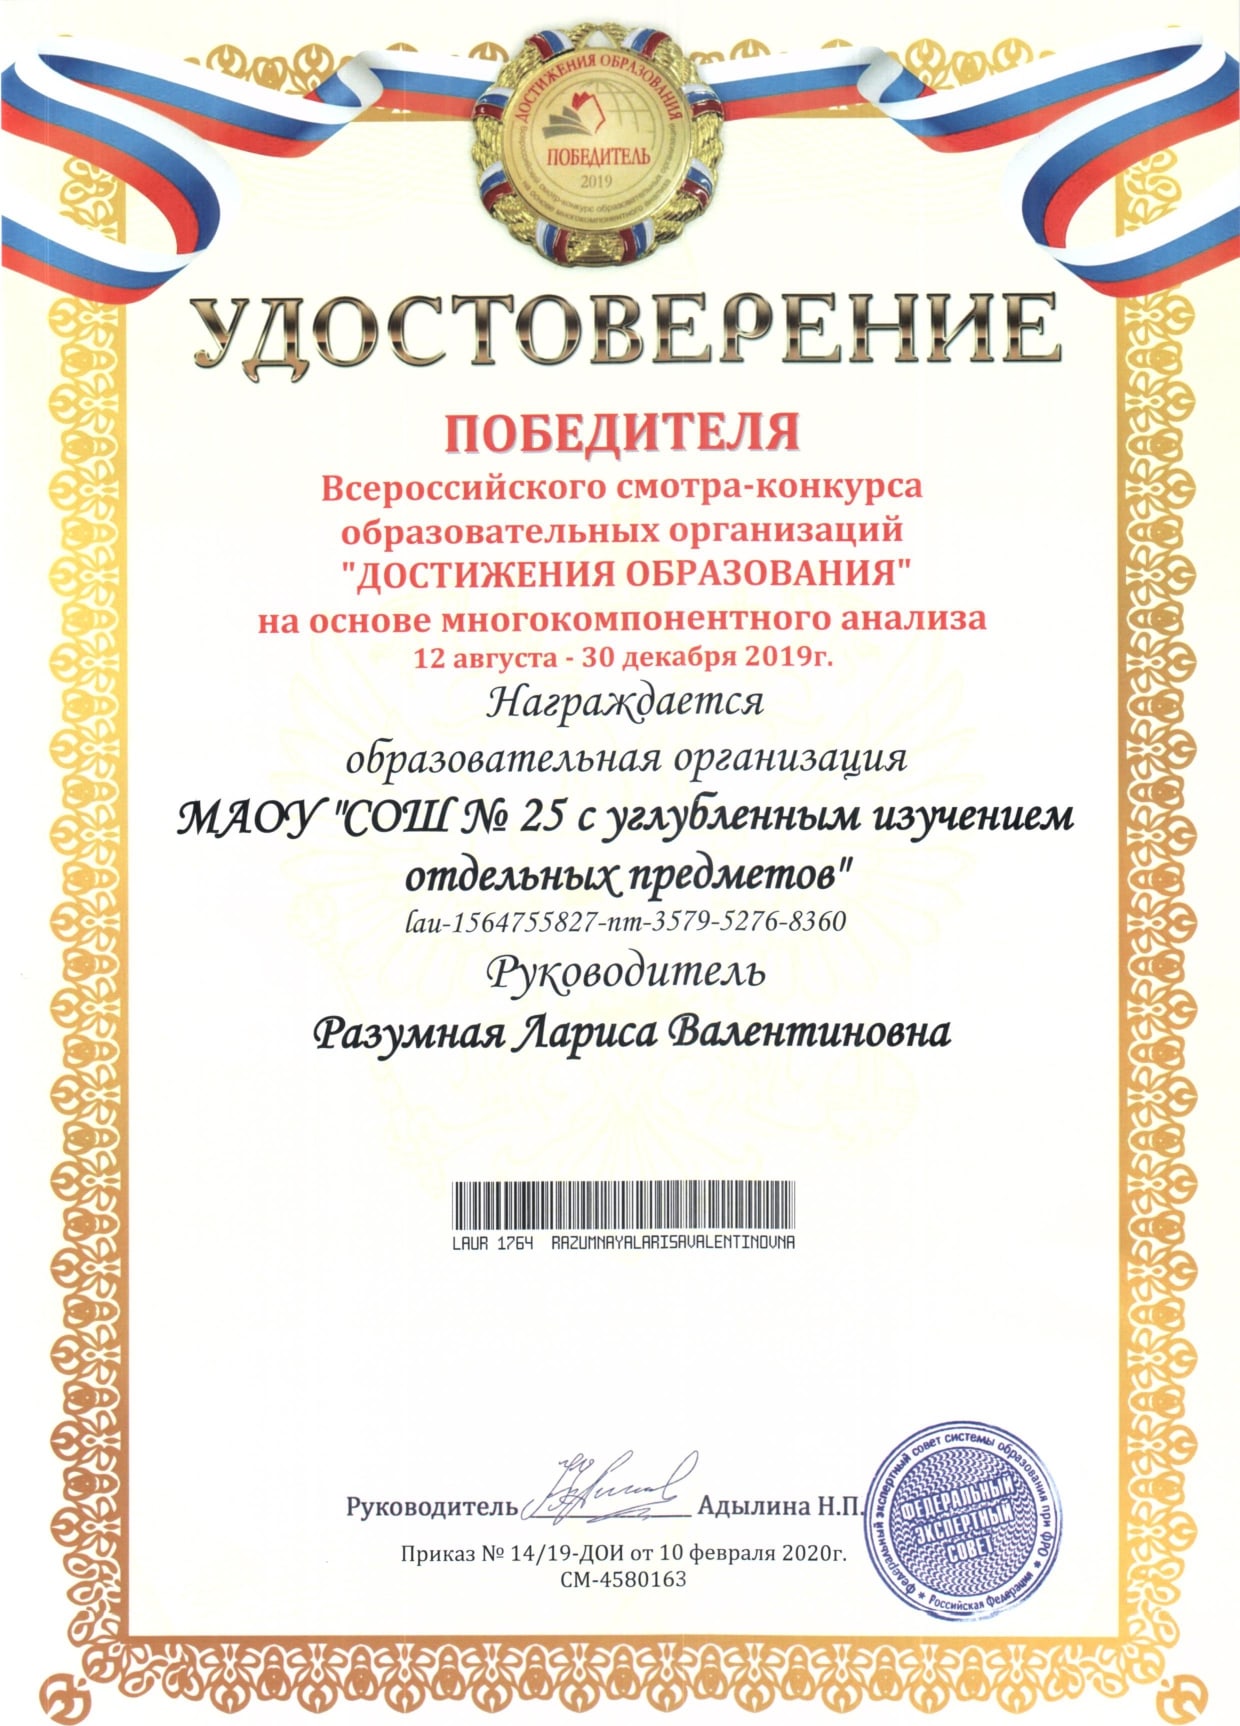 ДОСТИЖЕНИЯ ОБРАЗОВАНИЯ
ПОБЕДИТЕЛЬ
2019
Всероссийский смотр-конкурс образовательных организаций
на основе многокомпонентного анализа
УДОСТОВЕРЕНИЕ
ПОБЕДИТЕЛЯ
Всероссийского смотра-конкурса
образовательных организаций
"ДОСТИЖЕНИЯ ОБРАЗОВАНИЯ"
на основе многокомпонентного анализа
12 августа - 30 декабря 2019г.
Награждается
образовательная организация
МАОУ "СОШ № 25 с углубленным изучением
отдельных предметов"
lau-1564755827-nm-3579-5276-8360
Руководитель
Разумная Лариса Валентиновна
LAUR 1764 RAZUMNAYALARISAVALENTINOVNA
Руководитель Адылина Н.П.
Приказ № 14/19-ДОИ от 10 февраля 2020г.
СМ-4580163
Федеральный экспертный совет системы образования при ФРО
Российская Федерация
ФЕДЕРАЛЬНЫЙ
ЭКСПЕРТНЫЙ
СОВЕТ